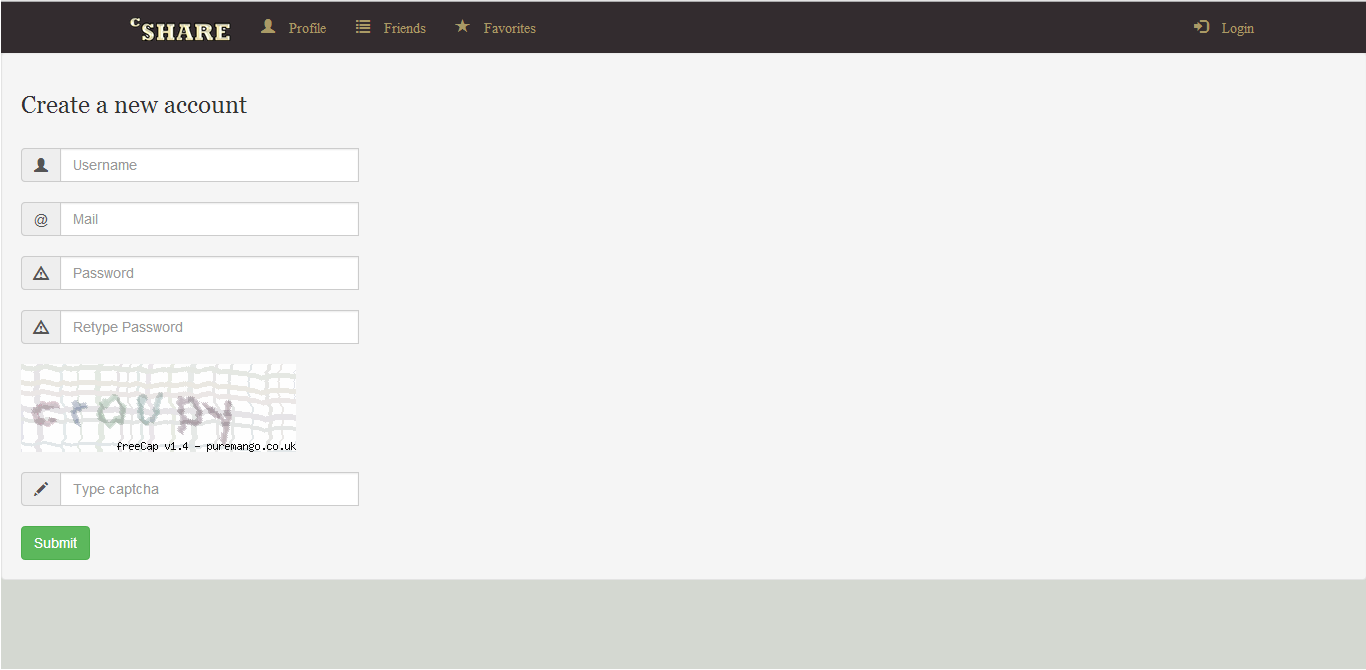 cSHARE Profile Friends Favorites Login
Create a new account
Username
@ Mail
Password
Retype Password
freeCap v1.4 - puremango.co.uk
Type captcha
Submit